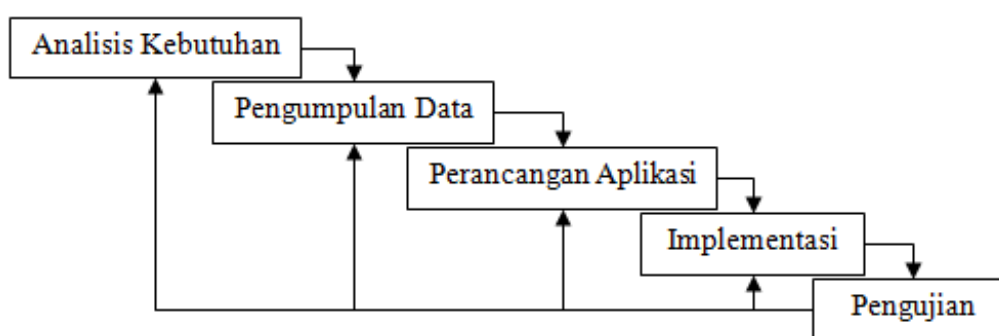 Analisis Kebutuhan
Pengumpulan Data
Perancangan Aplikasi
Implementasi
Pengujian